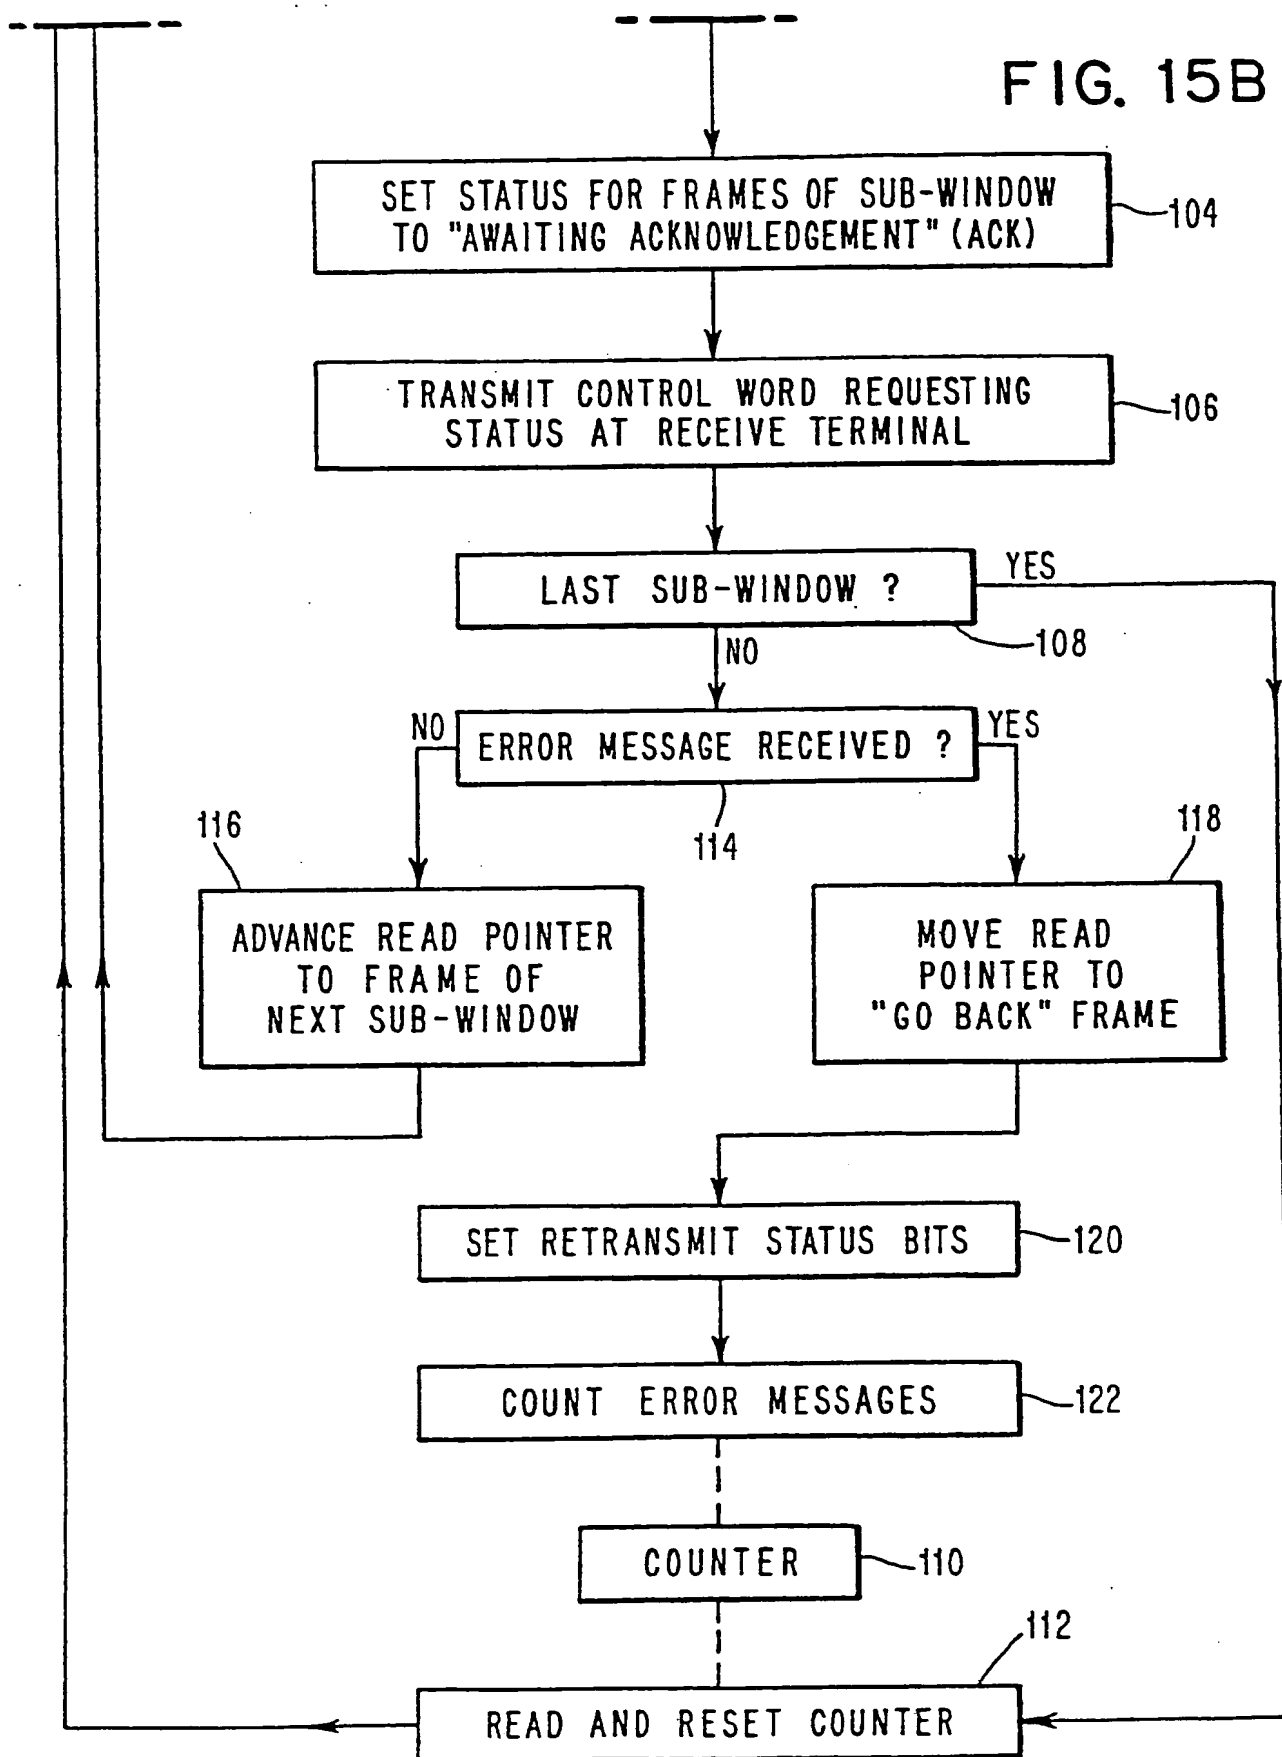 FIG. 15B
SET STATUS FOR FRAMES OF SUB-WINDOW
TO "AWAITING ACKNOWLEDGEMENT" (ACK)
104
TRANSMIT CONTROL WORD REQUESTING
STATUS AT RECEIVE TERMINAL
106
LAST SUB-WINDOW ?
YES
108
NO
NO
ERROR MESSAGE RECEIVED ?
YES
114
116
ADVANCE READ POINTER
TO FRAME OF
NEXT SUB-WINDOW
118
MOVE READ
POINTER TO
"GO BACK" FRAME
SET RETRANSMIT STATUS BITS
120
COUNT ERROR MESSAGES
122
COUNTER
110
112
READ AND RESET COUNTER